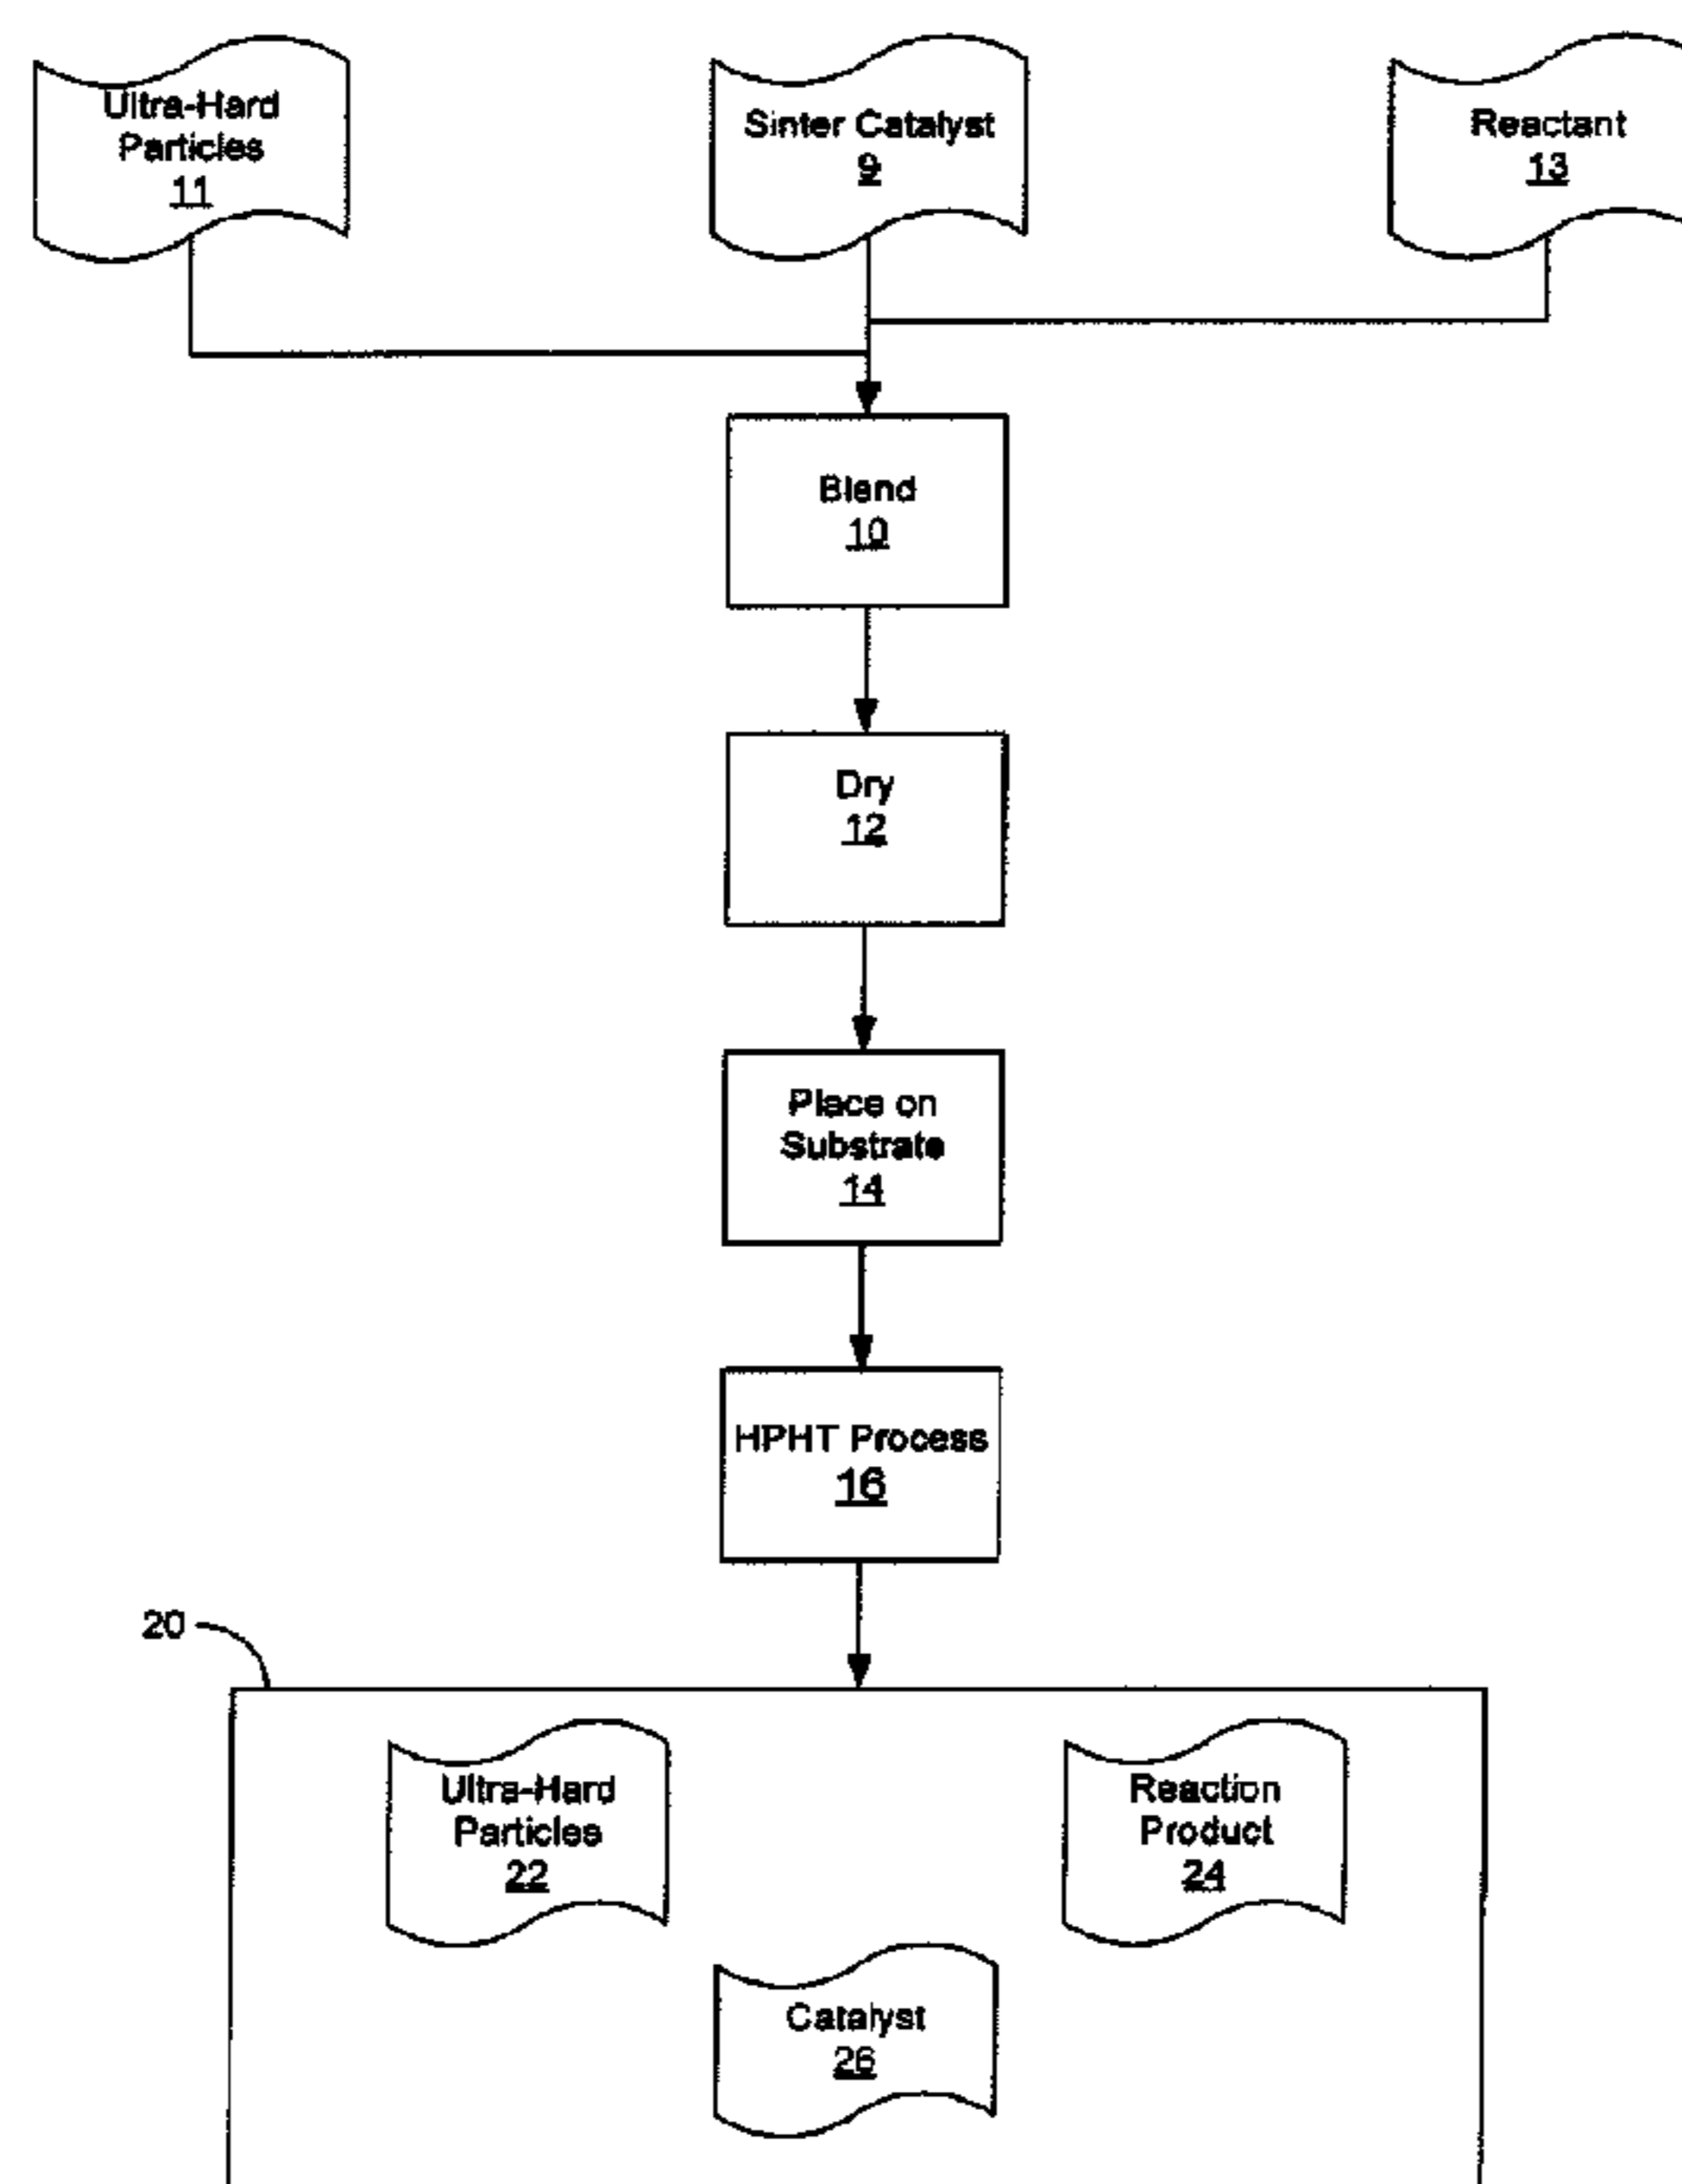 Ultra-Hard
Particles
11
Sinter Catalyst
9
Reactant
13
Blend
10
Dry
12
Place on
Substrate
14
HPHT Process
16
20
Ultra-Hard
Particles
22
Reaction
Product
24
Catalyst
26